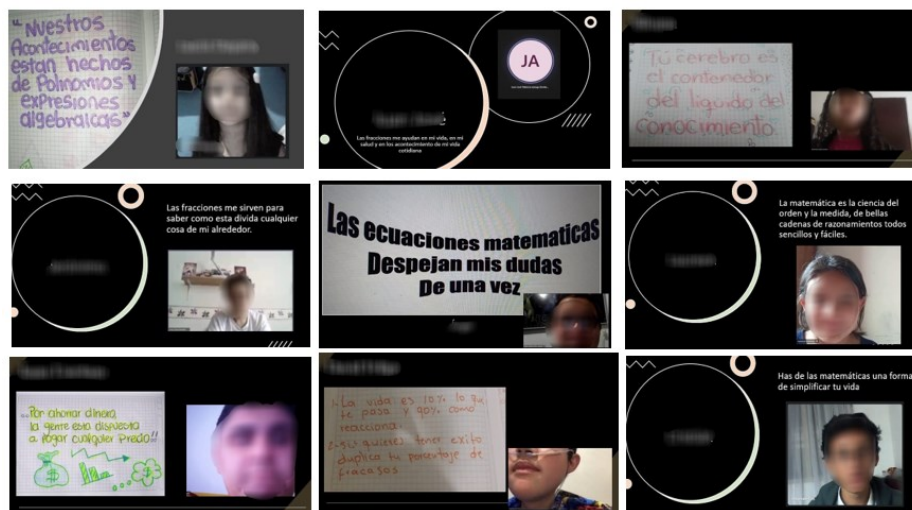 "Nuestros
Acontecimientos
estan hechos
de Polinomios y
expresiones
algebraicas"
JA
Las fracciones me ayudan en mi vida, en mi
salud y en los acontecimiento de mi vida
cotidiano
Tú cerebro es
el contenedor
del liquido del
conocimiento.
Las fracciones me sirven para
saber como esta divida cualquier
cosa de mi alrededor.
Las ecuaciones matematicas
Despejan mis dudas
De una vez
La matemática es la ciencia del
orden y la medida, de bellas
cadenas de razonamientos todos
sencillos y fáciles.
Por ahorrar dinero,
la gente esta dispuesta
a pagar cualquier Precio"
$
$
1. La vida es 10% lo que
te pasa y 90% como
reacciona.
2. Si quieres tener exito
duplica tu porcentaje de
fracasos
Has de las matemáticas una forma
de simplificar tu vida